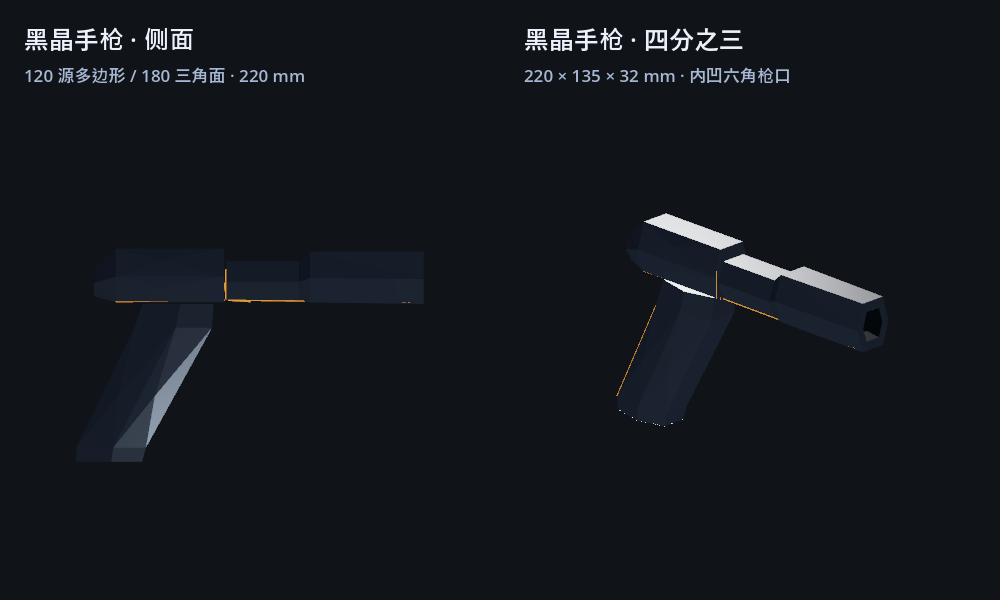 黑晶手枪 · 侧面
120 源多边形 / 180 三角面 · 220 mm
黑晶手枪 · 四分之三
220 × 135 × 32 mm · 内凹六角枪口